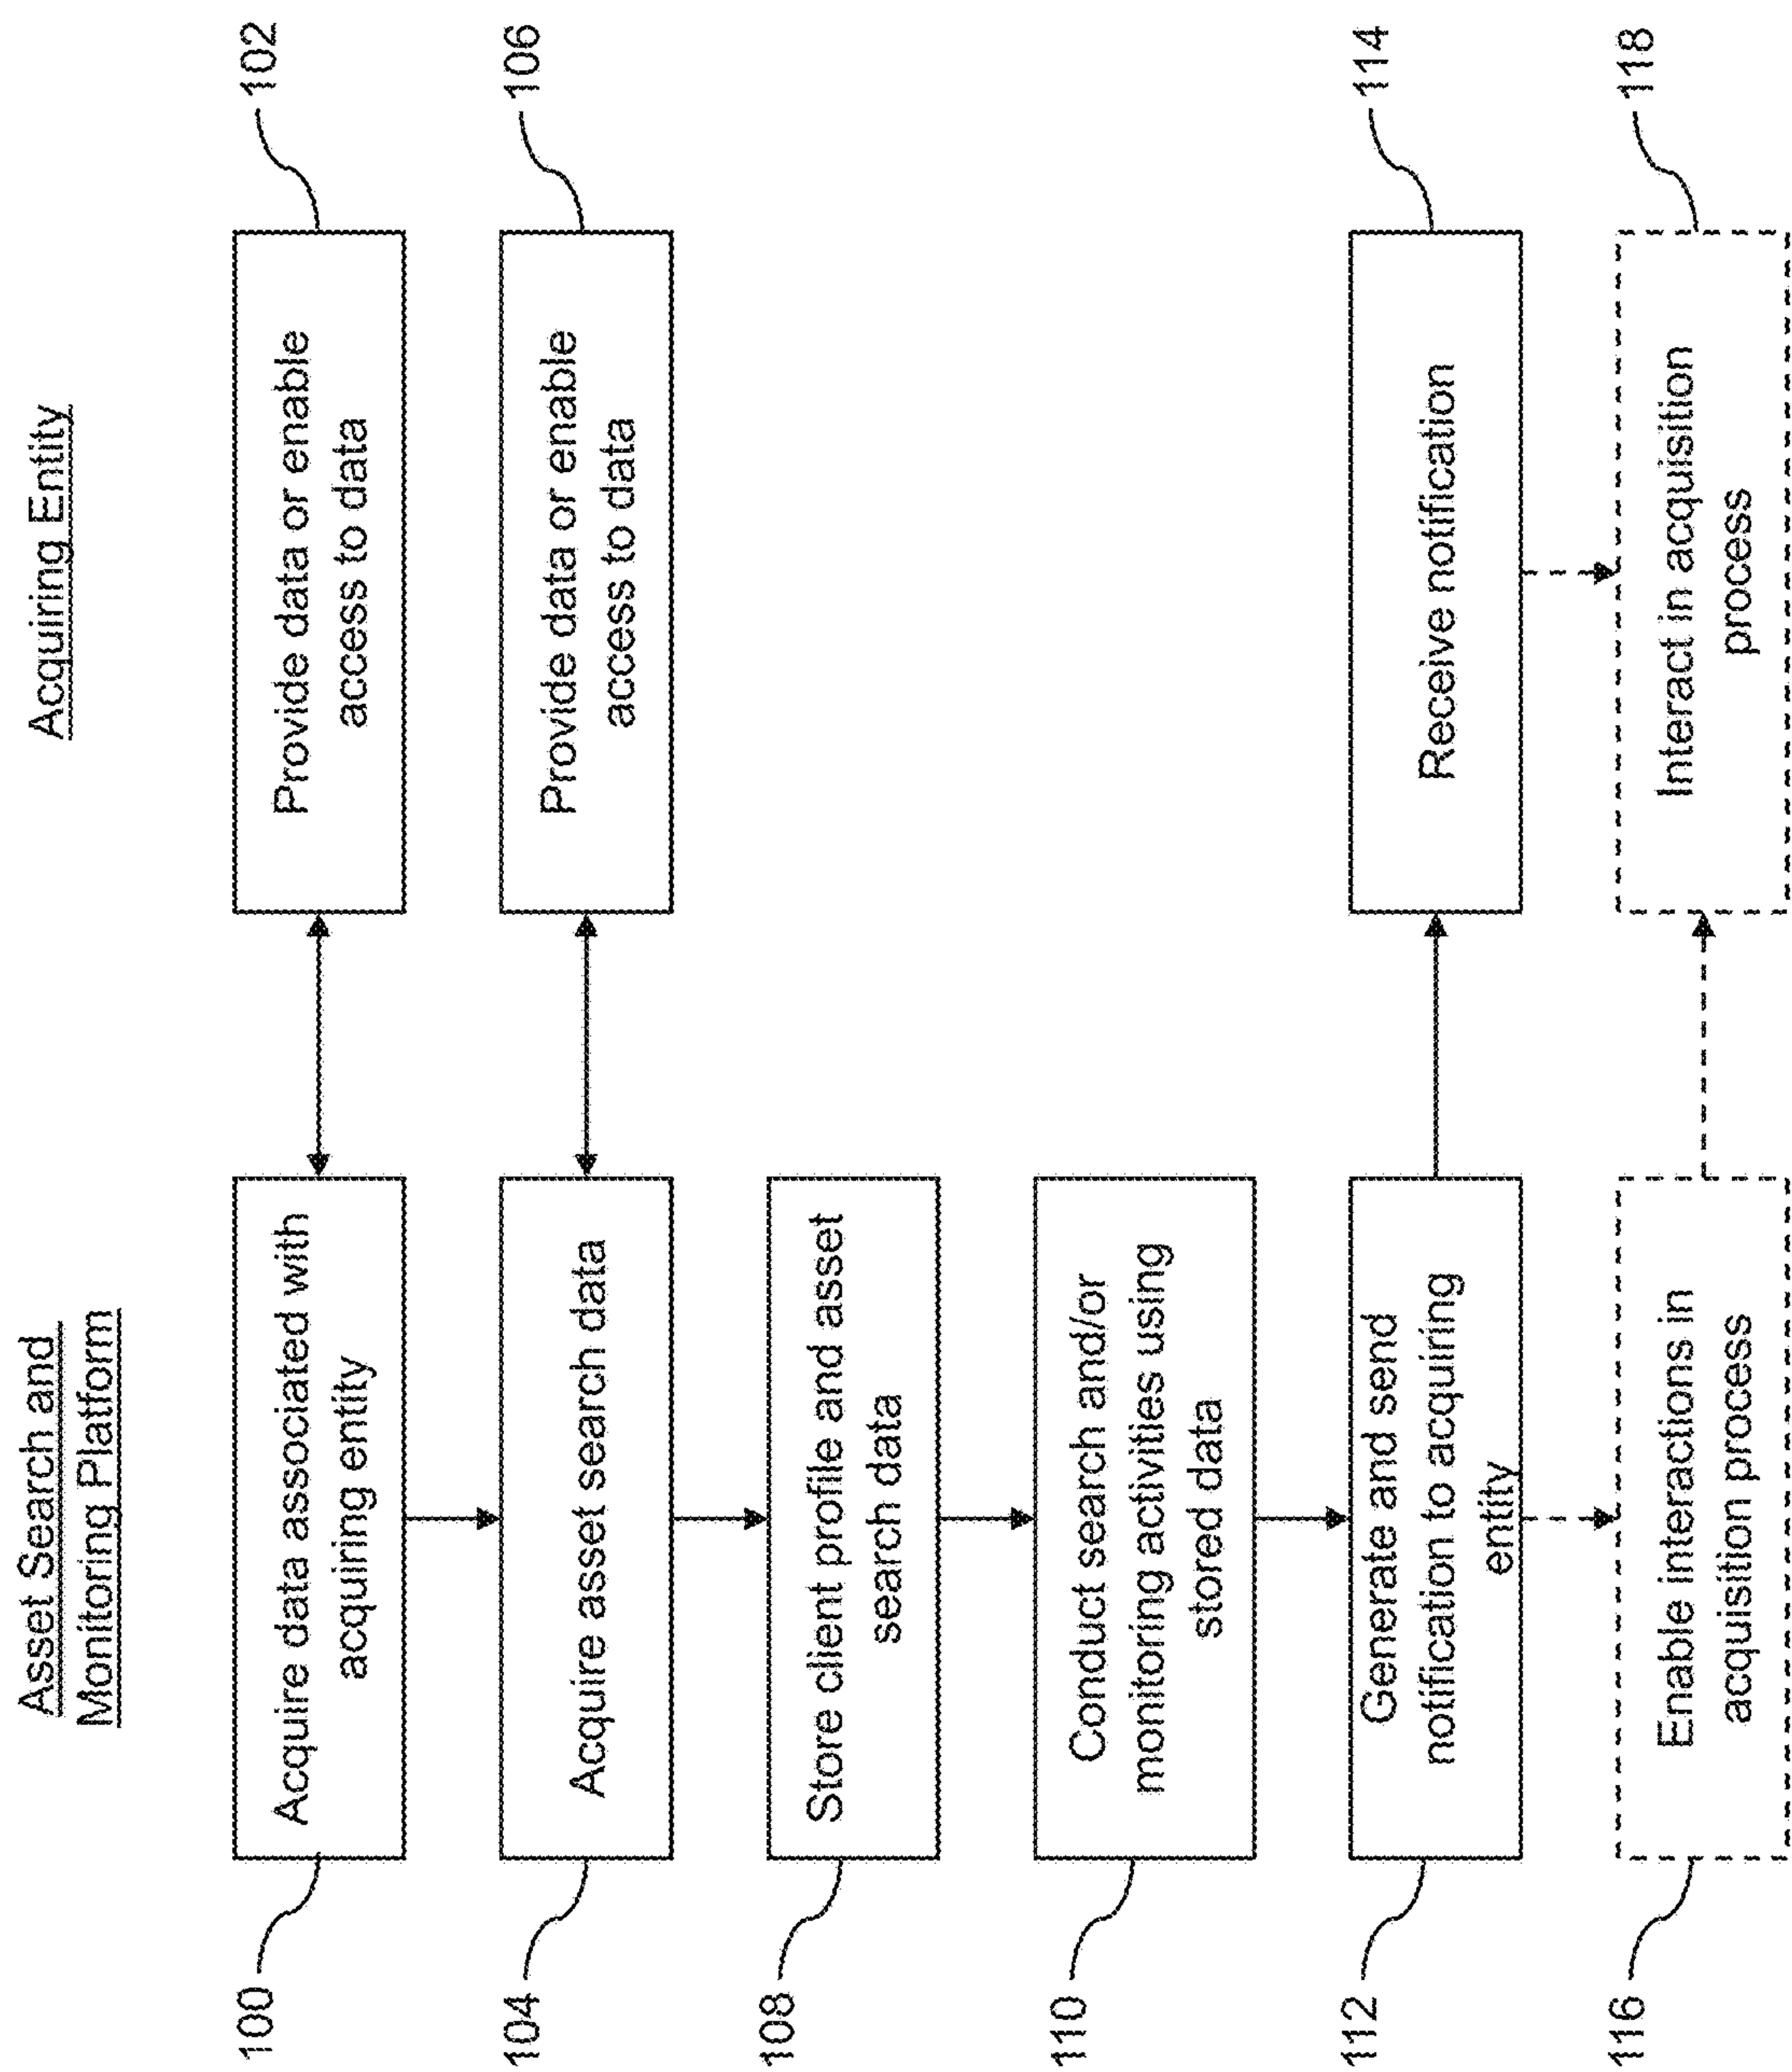 Asset Search and
Monitoring Platform
Acquiring Entity
100
Acquire data associated with
acquiring entity
Provide data or enable
access to data
102
104
Acquire asset search data
Provide data or enable
access to data
106
108
Store client profile and asset
search data
110
Conduct search and/or
monitoring activities using
stored data
112
Generate and send
notification to acquiring
entity
Receive notification
114
116
Enable interactions in
acquisition process
Interact in acquisition
process
118